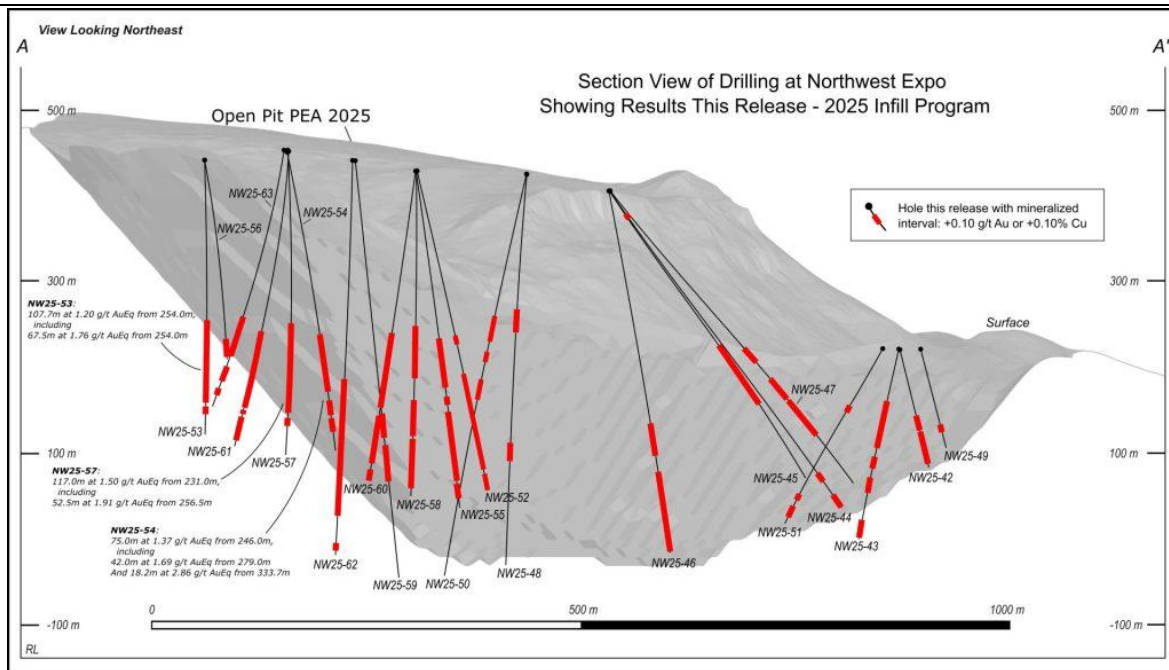 View Looking Northeast
A
A'
Section View of Drilling at Northwest Expo
Showing Results This Release - 2025 Infill Program
500 m
500 m
Open Pit PEA 2025
NW25-63
NW25-54
NW25-56
Hole this release with mineralized
interval: +0.10 g/t Au or +0.10% Cu
300 m
300 m
NW25-53:
107.7m at 1.20 g/t AuEq from 254.0m,
including
67.5m at 1.76 g/t AuEq from 254.0m
Surface
NW25-47
NW25-53
NW25-61
NW25-57
100 m
100 m
NW25-49
NW25-42
NW25-45
NW25-57:
117.0m at 1.50 g/t AuEq from 231.0m,
including
52.5m at 1.91 g/t AuEq from 256.5m
NW25-60
NW25-58
NW25-52
NW25-55
NW25-44
NW25-51
NW25-43
NW25-54:
75.0m at 1.37 g/t AuEq from 246.0m,
including
42.0m at 1.69 g/t AuEq from 279.0m
And 18.2m at 2.86 g/t AuEq from 333.7m
NW25-62
NW25-59
NW25-50
NW25-48
NW25-46
0
500 m
1000 m
-100 m
-100 m
RL